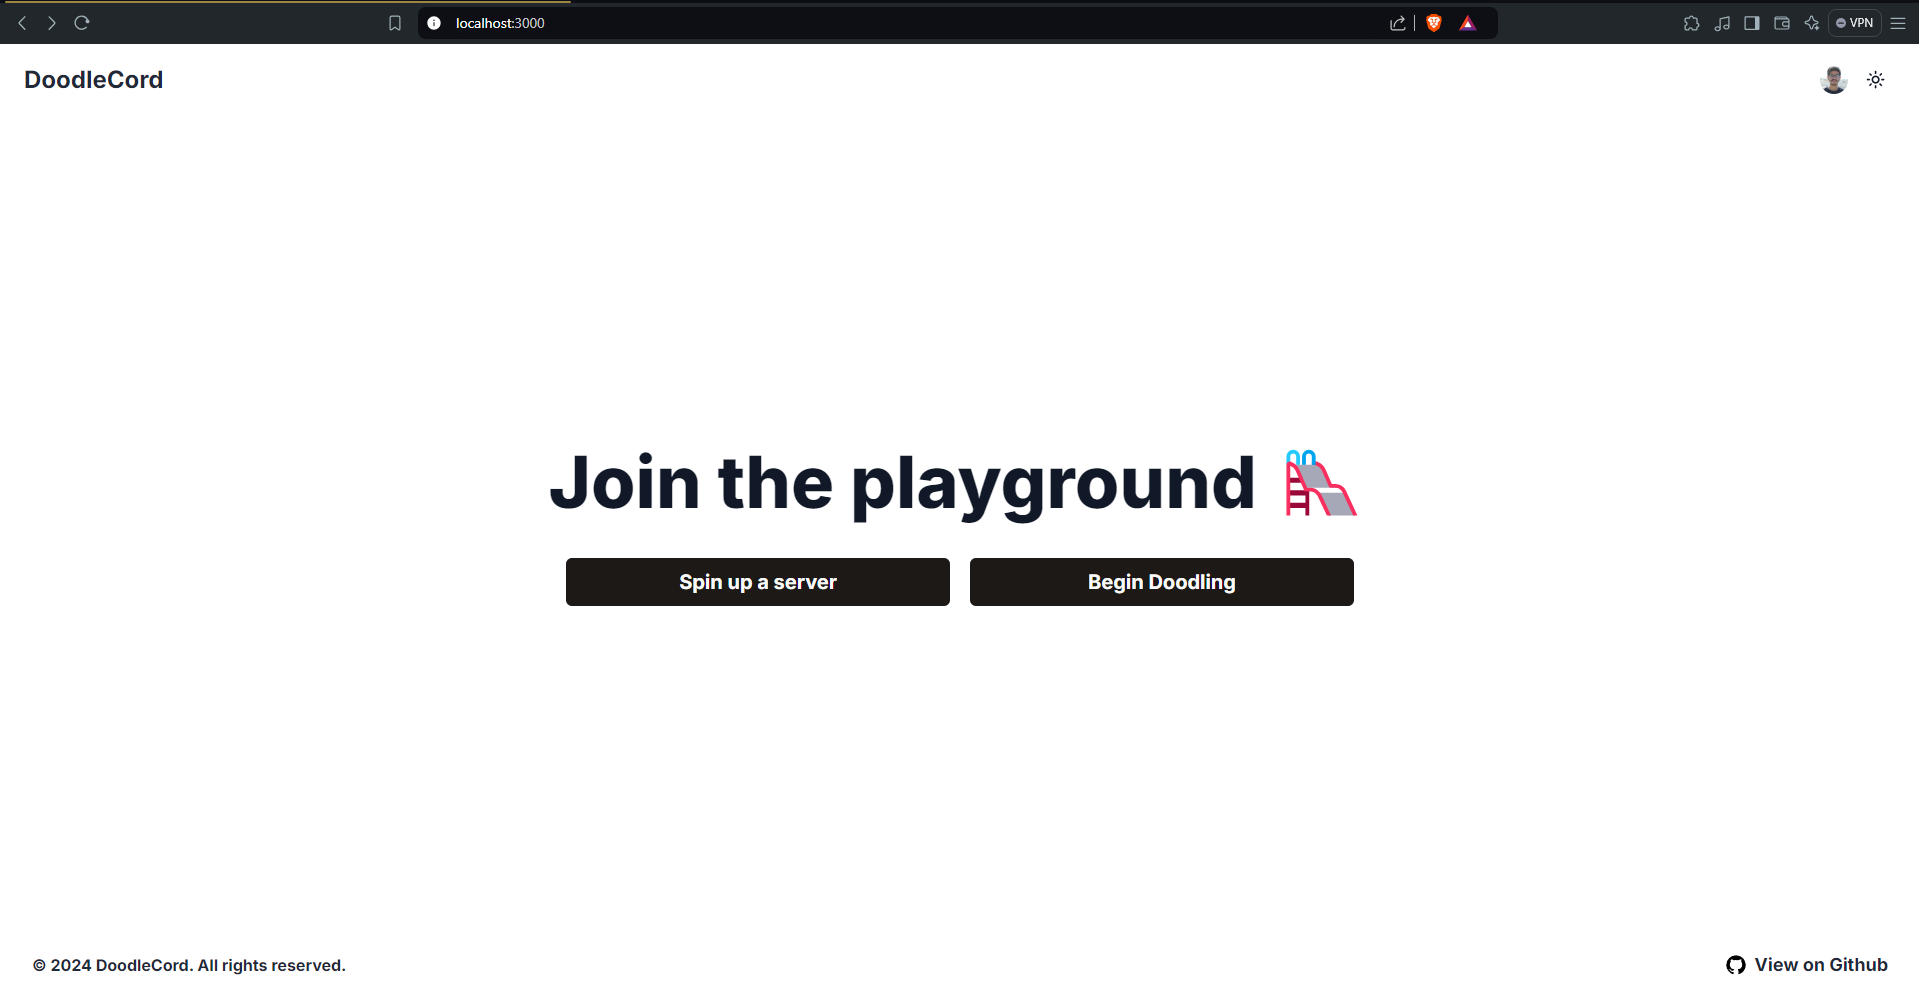 localhost:3000
VPN
DoodleCord
Join the playground
Spin up a server
Begin Doodling
© 2024 DoodleCord. All rights reserved.
View on Github